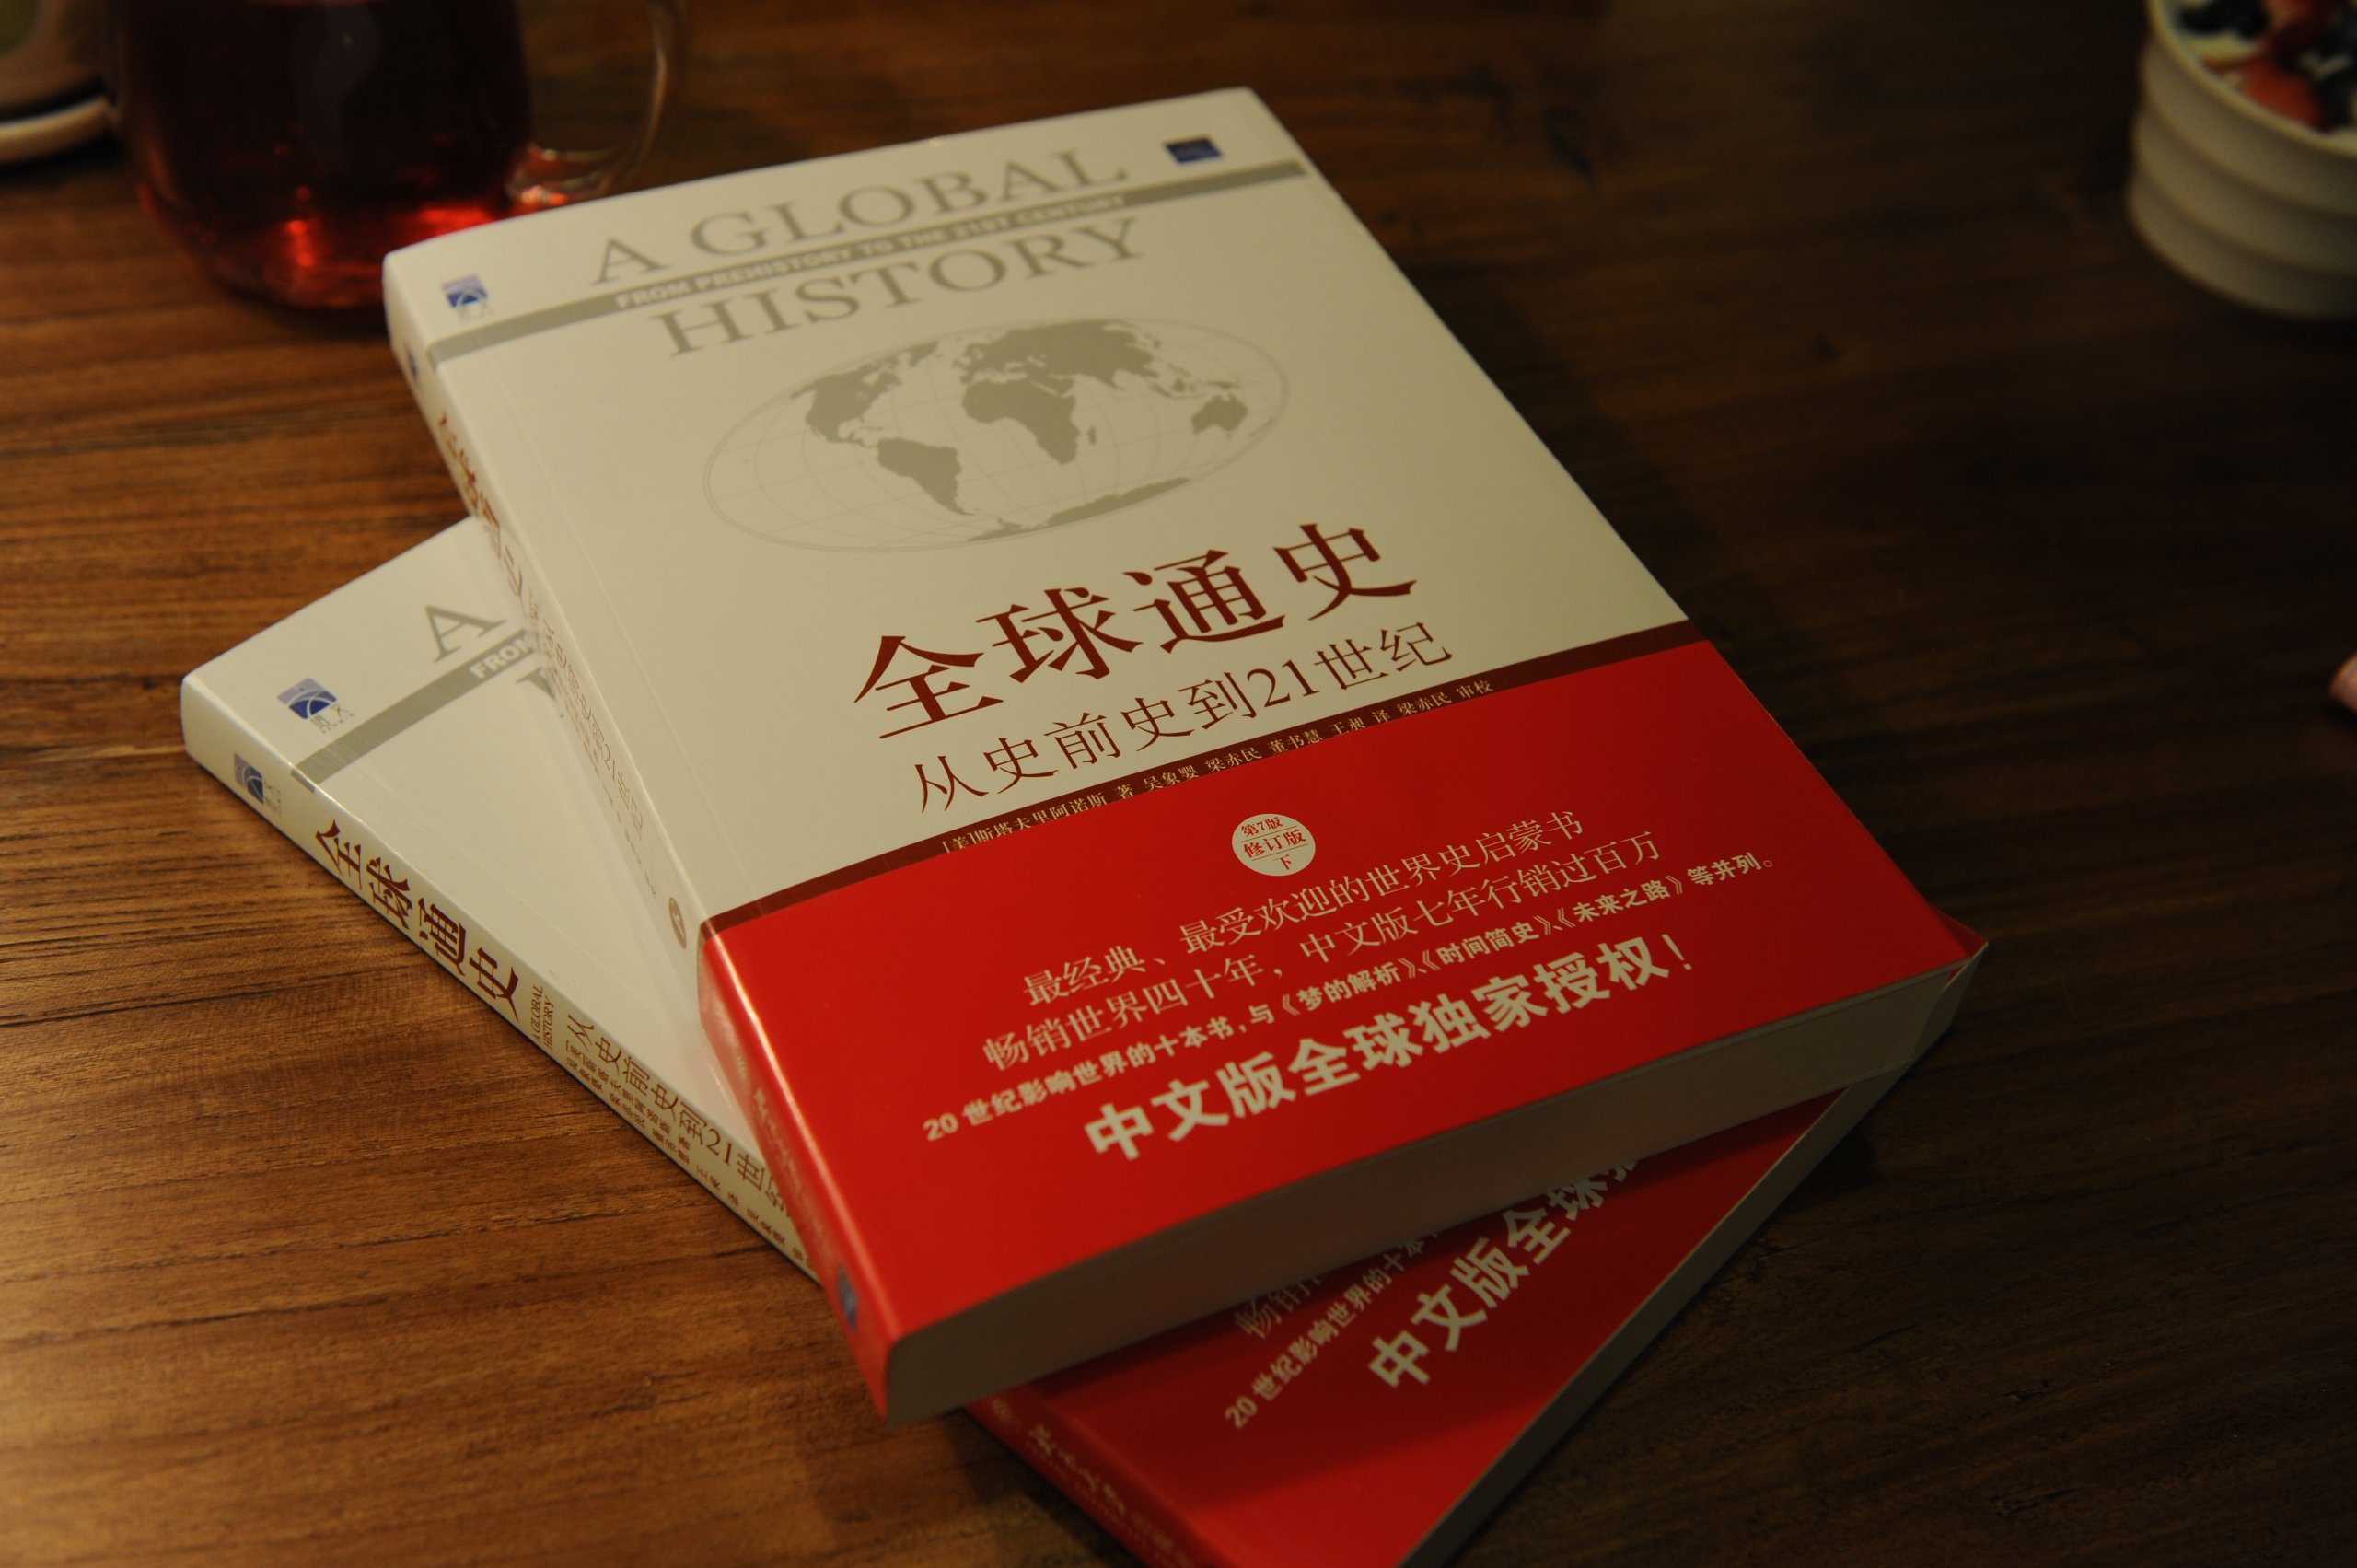 A GLOBAL
FROM PREHISTORY TO THE 21ST CENTURY
HISTORY
全球通史
从史前史到21世纪
[美]斯塔夫里阿诺斯 著 吴象婴 梁赤民 董书慧 王昶 译 梁赤民 审校
第7版
修订版
下
最经典、最受欢迎的世界史启蒙书
畅销世界四十年，中文版七年行销过百万
20世纪影响世界的十本书，与《梦的解析》、《时间简史》、《未来之路》等并列。
中文版全球独家授权！
A
FROM
全球通史
A GLOBAL
HISTORY
从史前史到21世纪
畅销
20世纪影响世界的十本
中文版全球